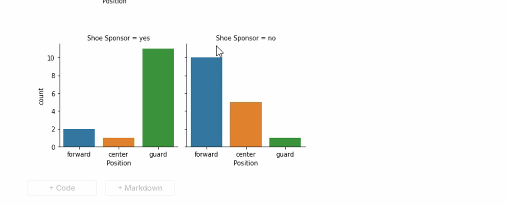 Position
Shoe Sponsor = yes
Shoe Sponsor = no
10
8
6
4
2
0
count
forward center guard
Position
forward center guard
Position
+ Code
+ Markdown